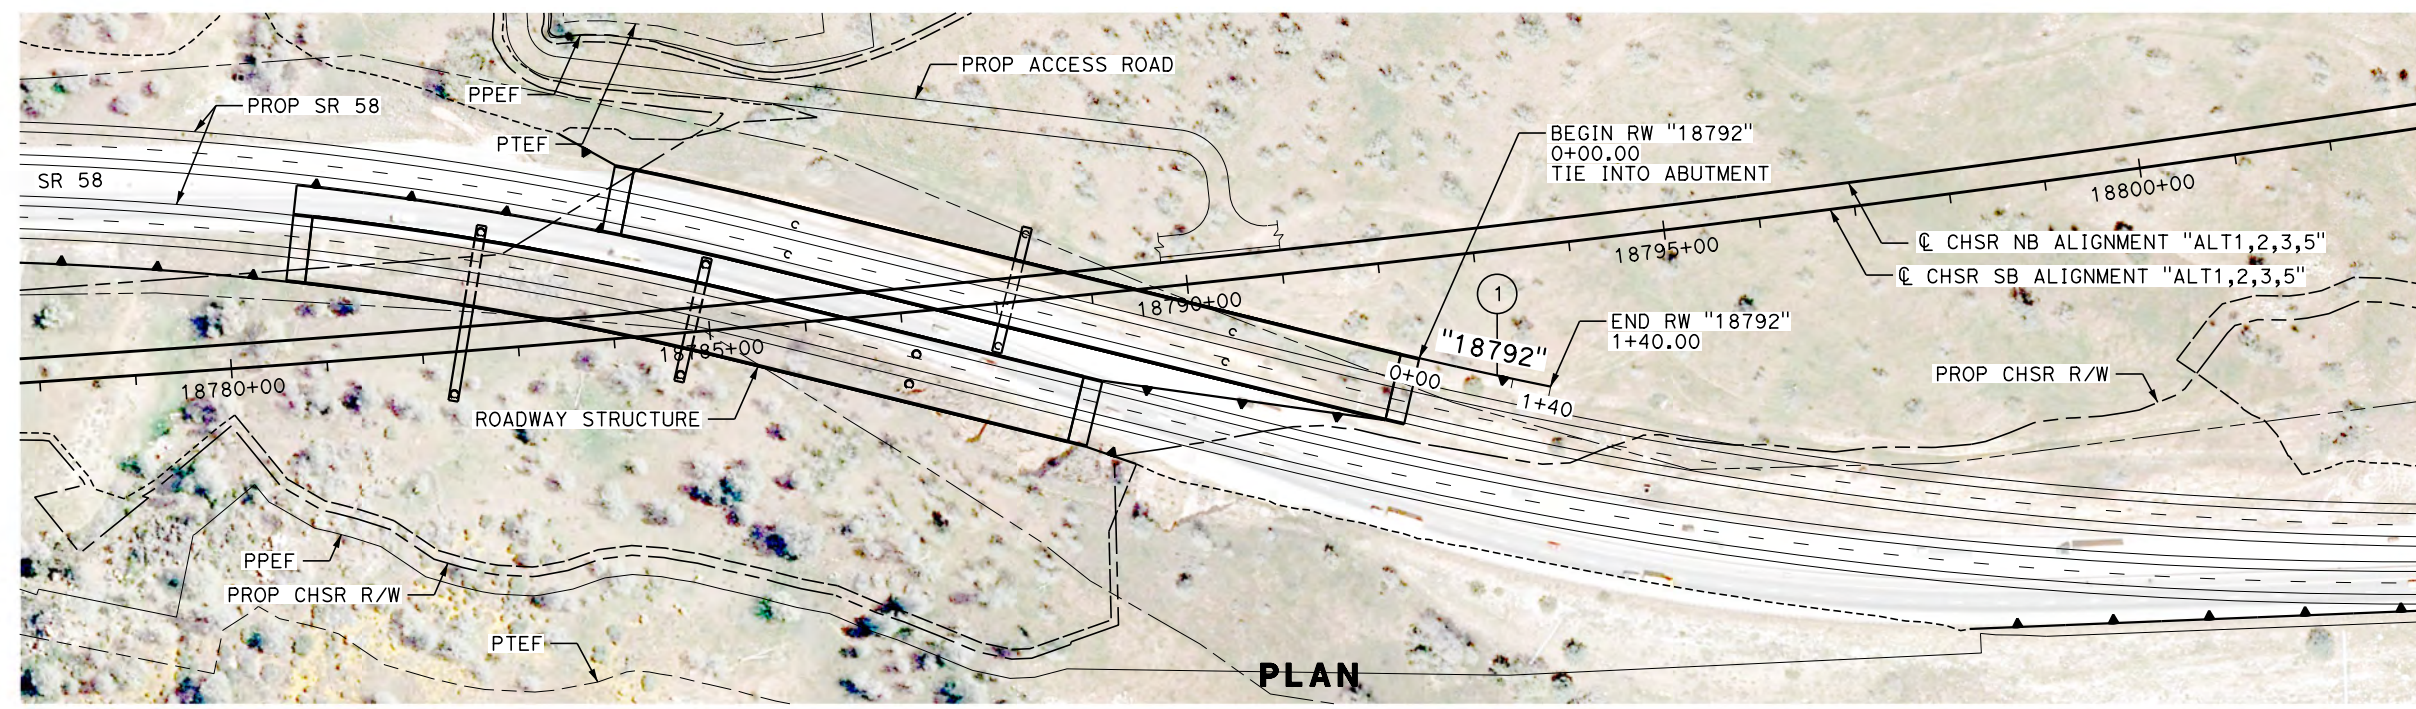 PROP ACCESS ROAD
PPEF
PROP SR 58
BEGIN RW "18792"
0+00.00
TIE INTO ABUTMENT
PTEF
SR 58
18800+00
℄ CHSR NB ALIGNMENT "ALT1,2,3,5"
18795+00
℄ CHSR SB ALIGNMENT "ALT1,2,3,5"
1
18790+00
END RW "18792"
1+40.00
"18792"
18785+00
0+00
PROP CHSR R/W
18780+00
1+40
ROADWAY STRUCTURE
C
C
C
C
PPEF
PROP CHSR R/W
PTEF
PLAN